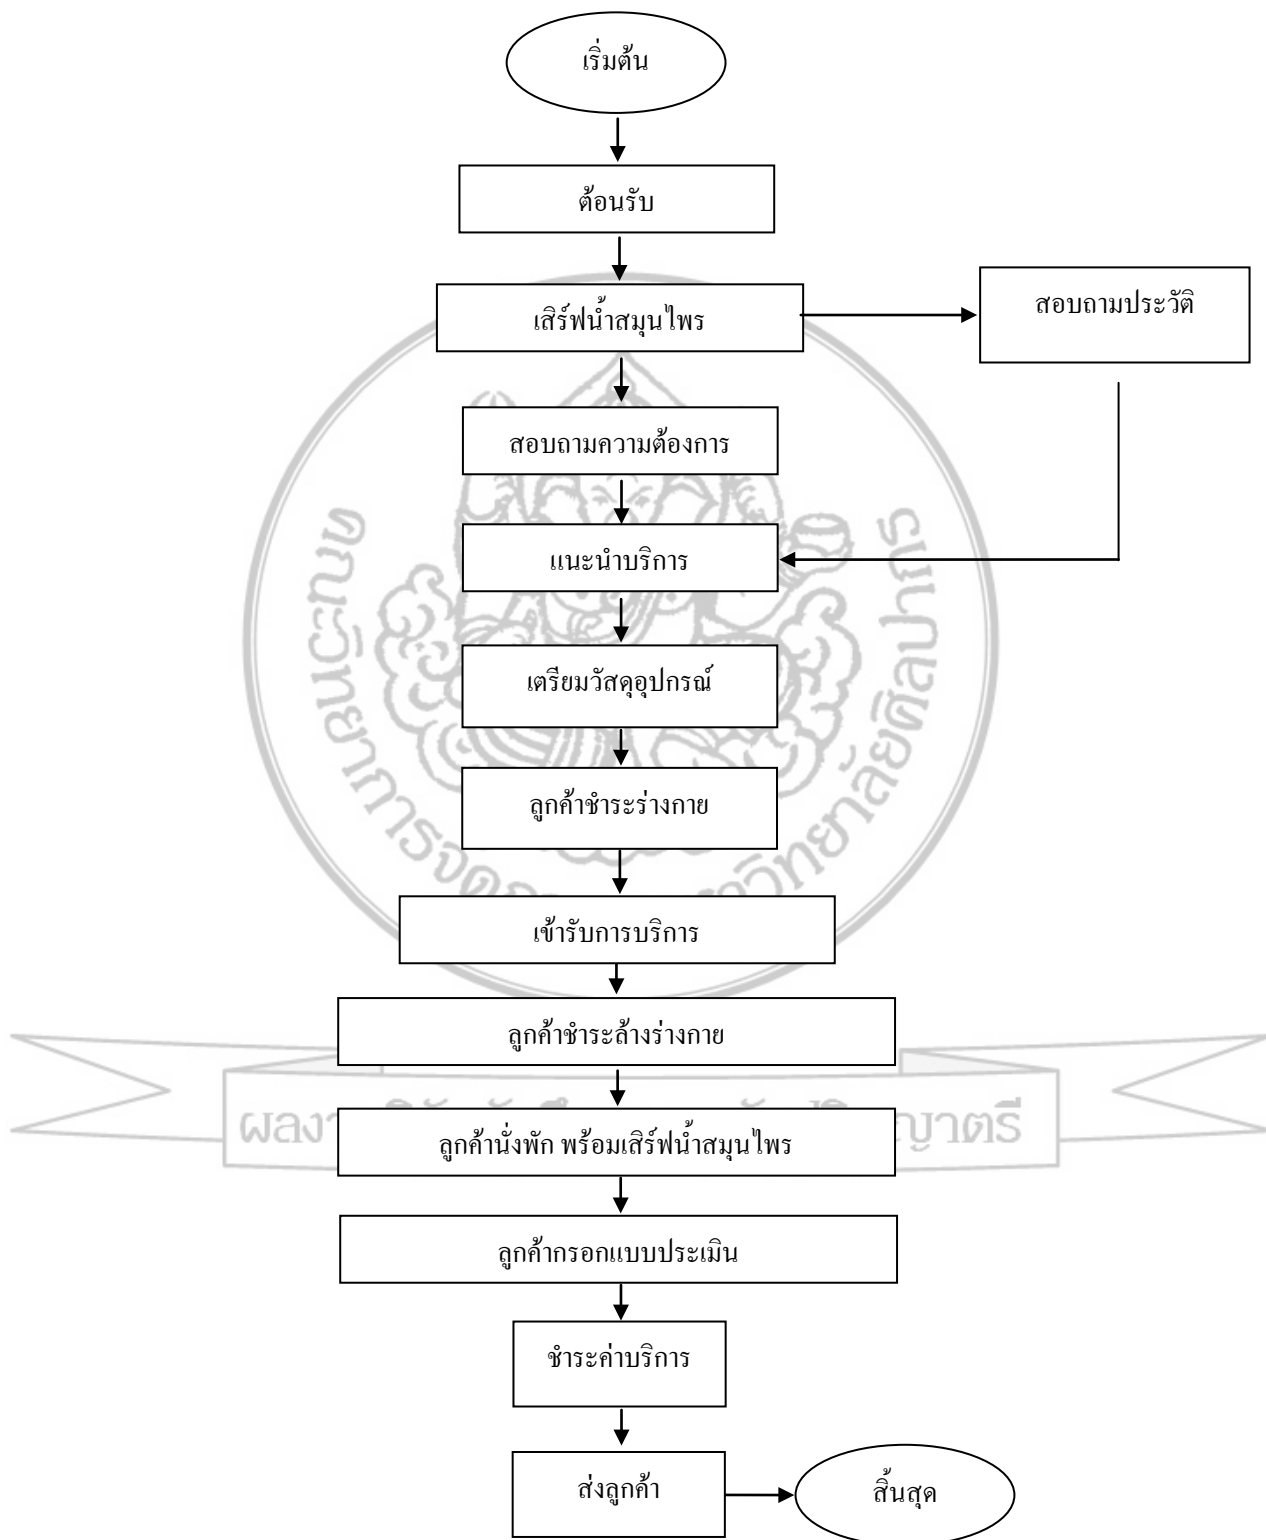 เริ่มต้น
ต้อนรับ
เสิร์ฟน้ำสมุนไพร
สอบถามประวัติ
สอบถามความต้องการ
แนะนำบริการ
เตรียมวัสดุอุปกรณ์
ลูกค้าชำระร่างกาย
เข้ารับการบริการ
ลูกค้าชำระล้างร่างกาย
ลูกค้านั่งพัก พร้อมเสิร์ฟน้ำสมุนไพร
ลูกค้ากรอกแบบประเมิน
ชำระค่าบริการ
ส่งลูกค้า
สิ้นสุด